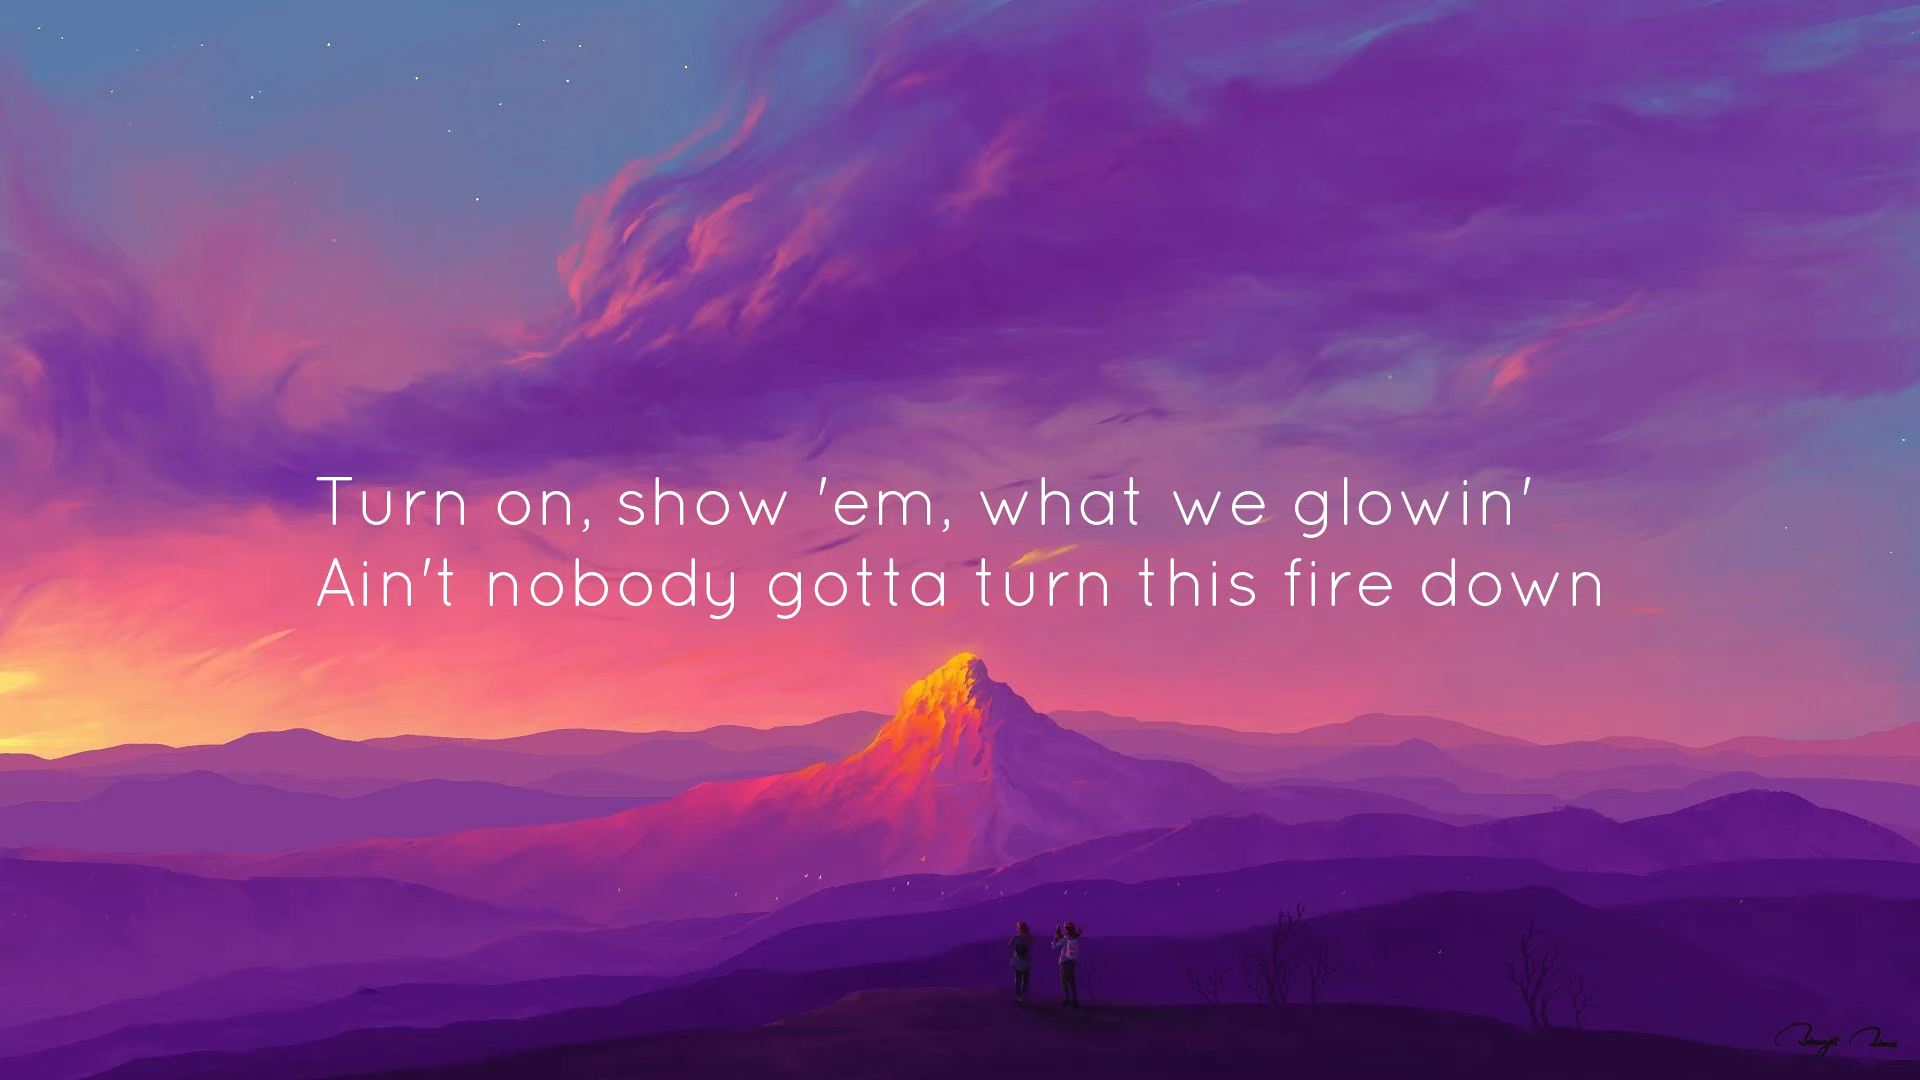 Turn on, show 'em, what we glowin'
Ain't nobody gotta turn this fire down